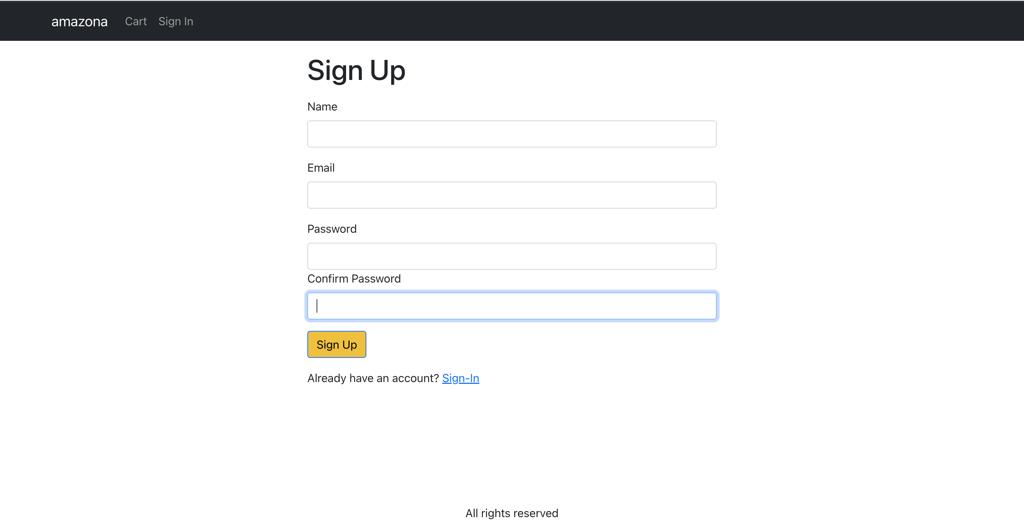 amazona Cart Sign In
Sign Up
Name
Email
Password
Confirm Password
Sign Up
Already have an account? Sign-In
All rights reserved